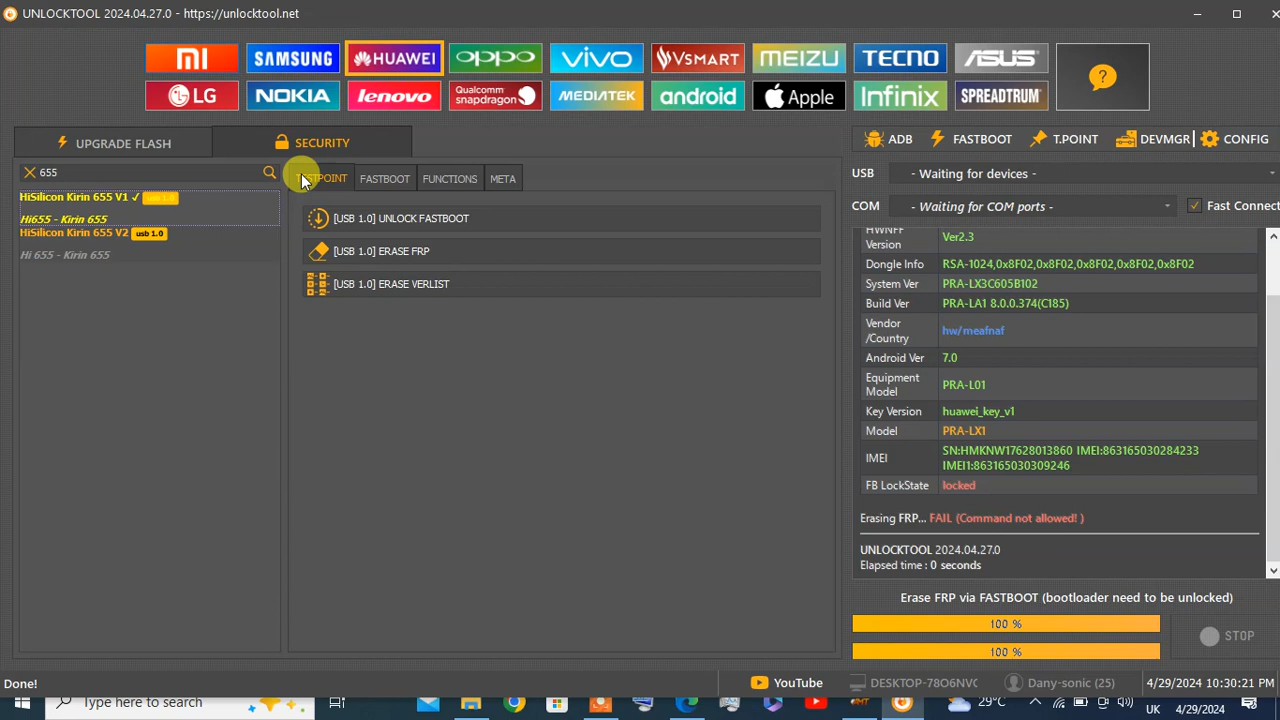 UNLOCKTOOL 2024.04.27.0 - https://unlocktool.net
mi
SAMSUNG
HUAWEI
oppo
vivo
VSMART
MEIZU
TECNO
ASUS
LG
NOKIA
lenovo
Qualcomm
snapdragon
MEDIATEK
android
Apple
Infinix
SPREADTRUM
?
UPGRADE FLASH
SECURITY
ADB
FASTBOOT
T.POINT
DEVMGR
CONFIG
655
HiSilicon Kirin 655 V1 ✓ usb 1.0
Hi655 - Kirin 655
HiSilicon Kirin 655 V2 usb 1.0
Hi 655 - Kirin 655
FASTBOOT
FUNCTIONS
META
[USB 1.0] UNLOCK FASTBOOT
[USB 1.0] ERASE FRP
[USB 1.0] ERASE VERLIST
USB - Waiting for devices -
COM - Waiting for COM ports - Fast Connect
HWNFF
Version Ver2.3
Dongle Info RSA-1024,0x8F02,0x8F02,0x8F02,0x8F02
System Ver PRA-LX3C605B102
Build Ver PRA-LA1 8.0.0.374(C185)
Vendor
/Country hw/meafnaf
Android Ver 7.0
Equipment
Model PRA-L01
Key Version huawei_key_v1
Model PRA-LX1
IMEI SN:HMKNW17628013860 IMEI:863165030284233
IMEI1:863165030309246
FB LockState locked
Erasing FRP... FAIL (Command not allowed! )
UNLOCKTOOL 2024.04.27.0
Elapsed time : 0 seconds
Erase FRP via FASTBOOT (bootloader need to be unlocked)
100 %
100 %
STOP
Done!
YouTube
DESKTOP-78O6NVC
Dany-sonic (25)
4/29/2024 10:30:21 PM
Type here to search
29°C
UK
4/29/2024